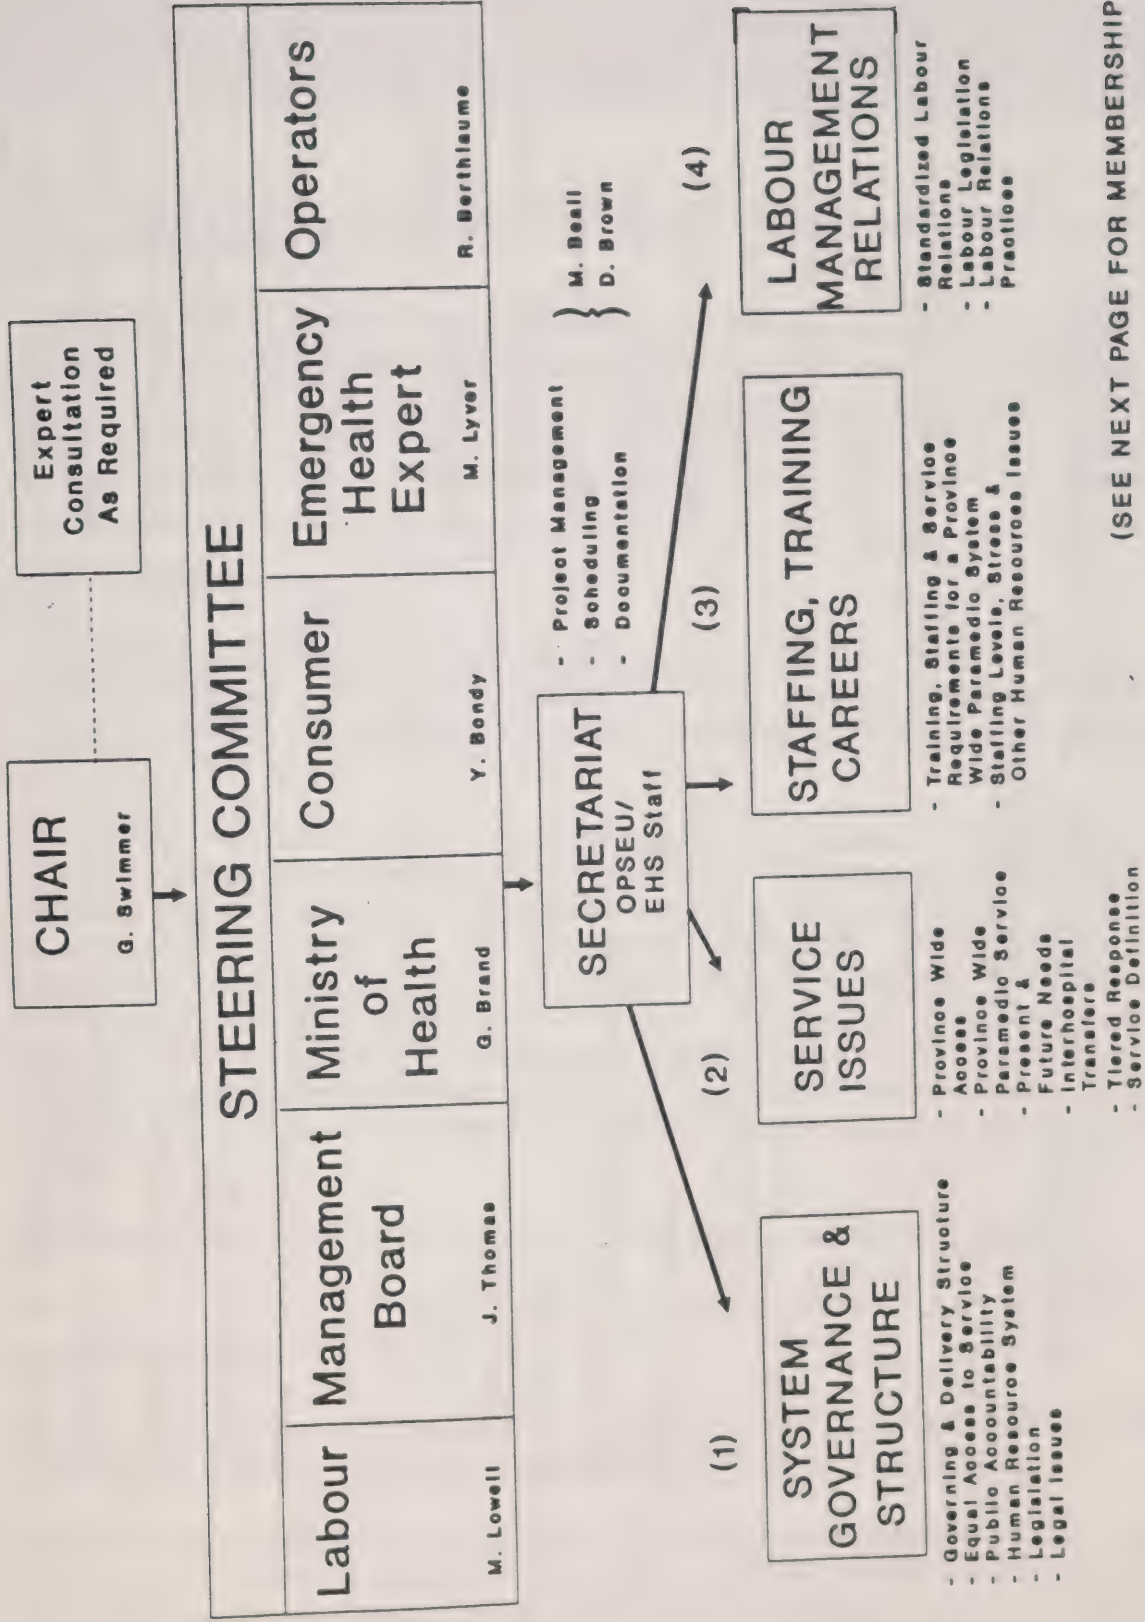 CHAIR
G. Swimmer
Expert
Consultation
As Required
STEERING COMMITTEE
Labour
M. Lowell
Management
Board
J. Thomas
Ministry
of
Health
G. Brand
Consumer
Y. Bondy
Emergency
Health
Expert
M. Lyver
Operators
R. Berthiaume
SECRETARIAT
OPSEU/
EHS Staff
- Project Management
- Scheduling
- Documentation
} M. Beall
} D. Brown
(1)
SYSTEM
GOVERNANCE &
STRUCTURE
- Governing & Delivery Structure
- Equal Access to Service
- Public Accountability
- Human Resource System
- Legislation
- Legal Issues
(2)
SERVICE
ISSUES
- Province Wide
Access
- Province Wide
Paramedic Service
- Present &
Future Needs
- Interhospital
Transfers
- Tiered Reponse
- Service Definition
(3)
STAFFING, TRAINING
CAREERS
- Training, Staffing & Service
Requirements for a Province
Wide Paramedic System
- Staffing Levels, Stress &
Other Human Resources Issues
(4)
LABOUR
MANAGEMENT
RELATIONS
- Standardized Labour
Relations
- Labour Legislation
- Labour Relations
Practices
(SEE NEXT PAGE FOR MEMBERSHIP